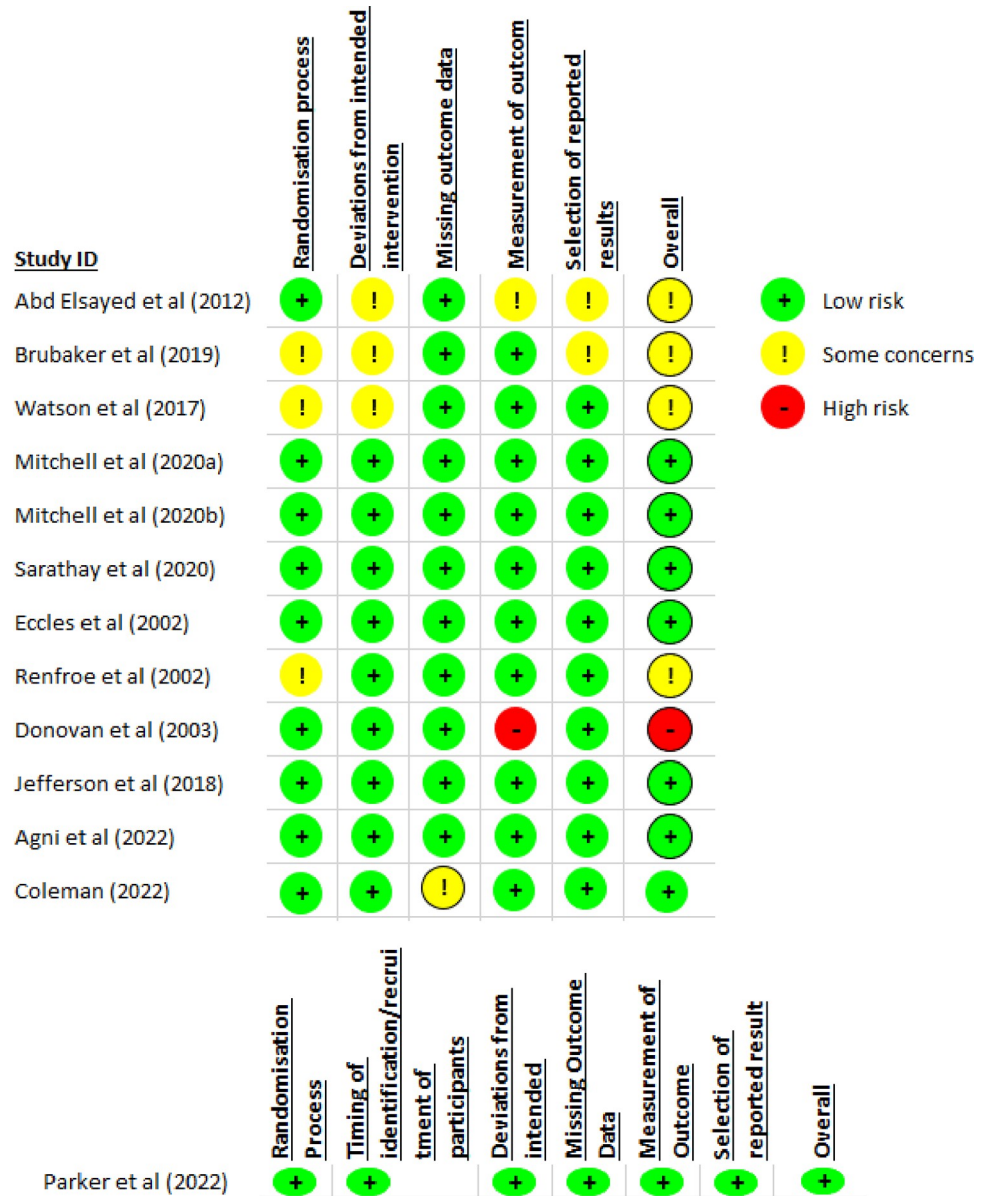 Randomisation process
Deviations from intended
intervention
Missing outcome data
Measurement of outcom
Selection of reported
results
Overall
Study ID
Abd Elsayed et al (2012) + ! + ! ! ! + Low risk
Brubaker et al (2019) ! ! + + ! ! ! Some concerns
Watson et al (2017) ! ! + + + ! - High risk
Mitchell et al (2020a) + + + + + +
Mitchell et al (2020b) + + + + + +
Sarathay et al (2020) + + + + + +
Eccles et al (2002) + + + + + +
Renfroe et al (2002) ! + + + + !
Donovan et al (2003) + + + - + -
Jefferson et al (2018) + + + + + +
Agni et al (2022) + + + + + +
Coleman (2022) + + ! + + +
Randomisation
Process
Timing of
identification/recrui
tment of
participants
Deviations from
intended
Missing Outcome
Data
Measurement of
Outcome
Selection of
reported result
Overall
Parker et al (2022) + + + + + + +